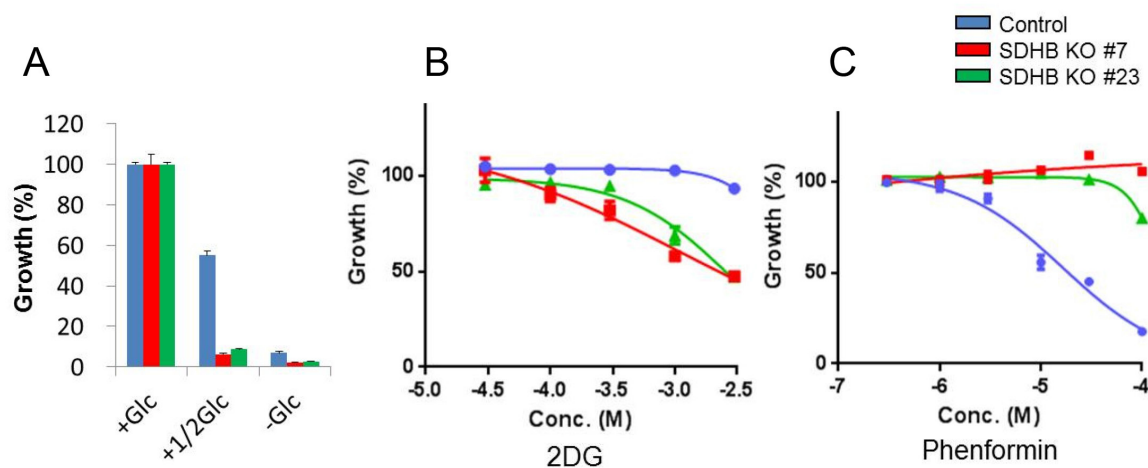 Control
SDHB KO #7
SDHB KO #23
A
Growth (%)
120
100
80
60
40
20
0
+Glc
+1/2Glc
-Glc
B
Growth (%)
100
50
0
-5.0 -4.5 -4.0 -3.5 -3.0 -2.5
Conc. (M)
2DG
C
Growth (%)
100
50
0
-7 -6 -5 -4
Conc. (M)
Phenformin